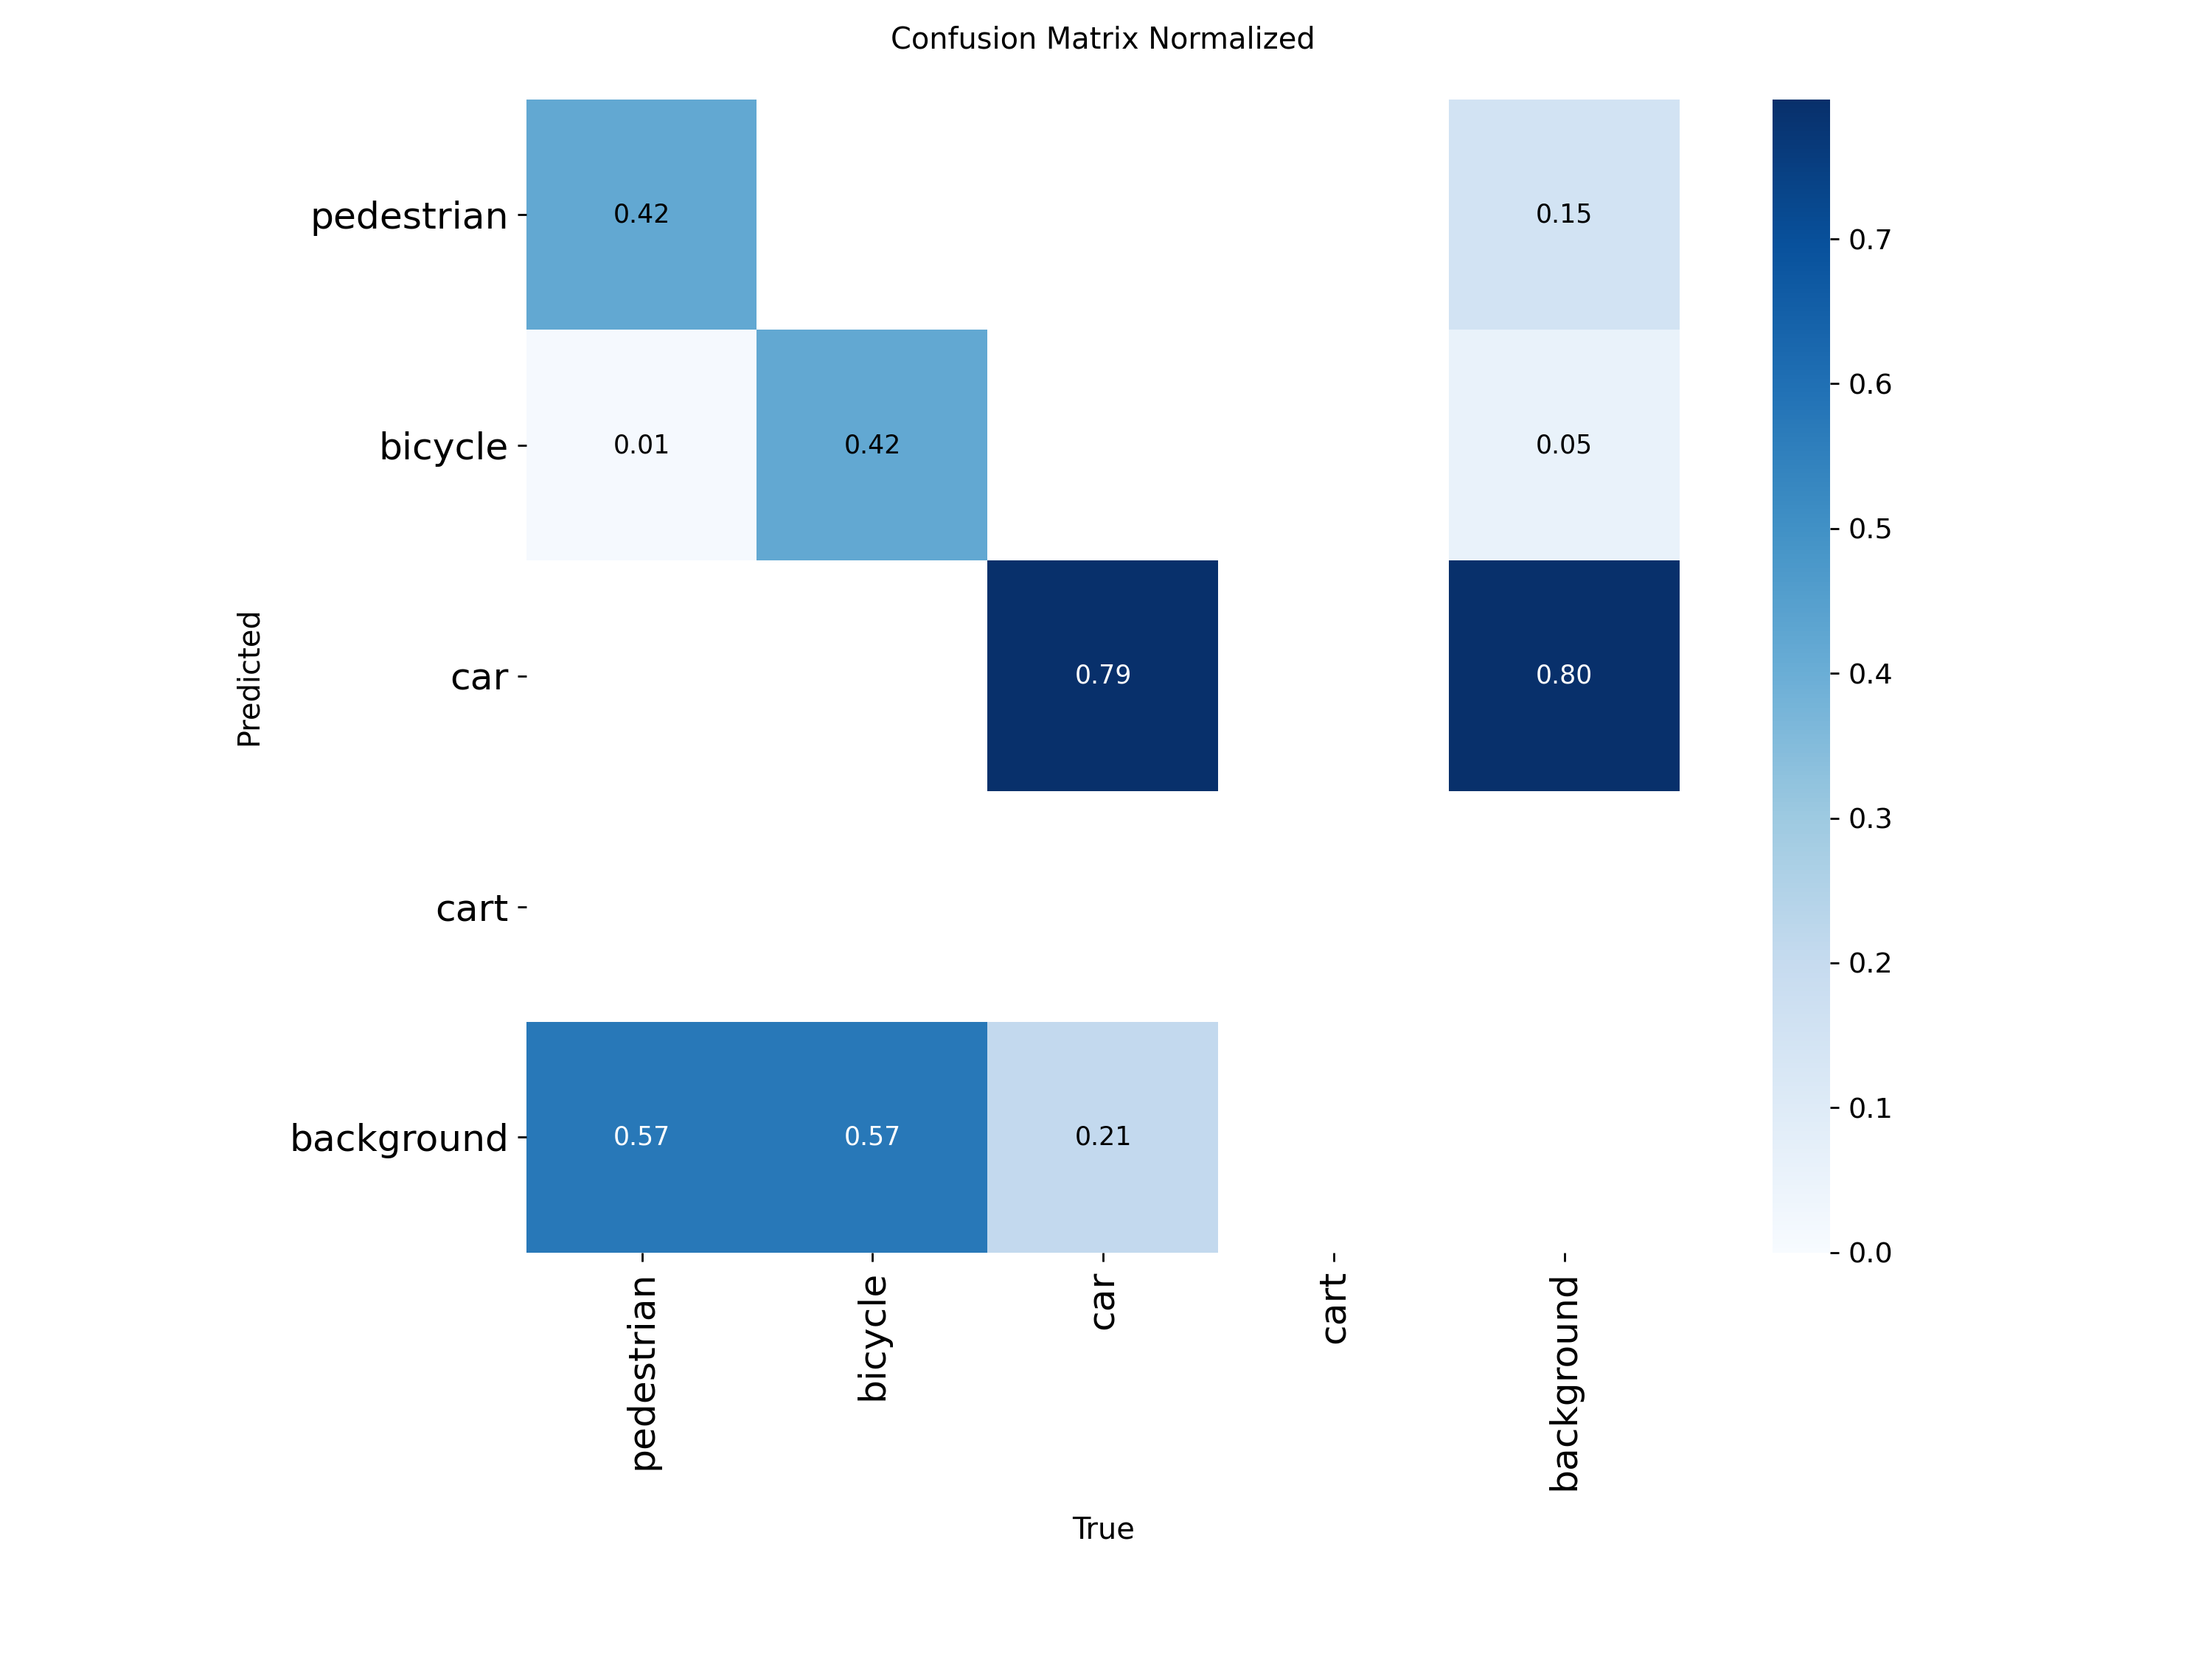 Confusion Matrix Normalized
pedestrian
0.42
0.15
bicycle
0.01
0.42
0.05
car
0.79
0.80
cart
background
0.57
0.57
0.21
Predicted
pedestrian
bicycle
car
cart
background
True
0.7
0.6
0.5
0.4
0.3
0.2
0.1
0.0